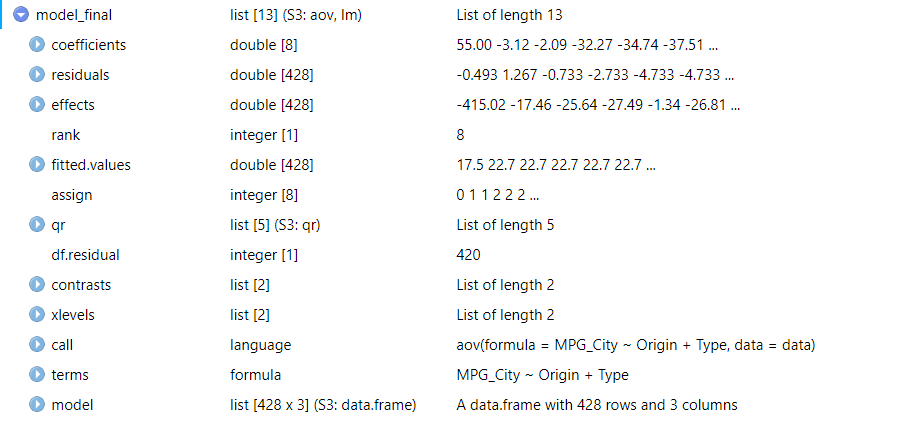 model_final list [13] (S3: aov, lm) List of length 13
coefficients double [8] 55.00 -3.12 -2.09 -32.27 -34.74 -37.51 ...
residuals double [428] -0.493 1.267 -0.733 -2.733 -4.733 -4.733 ...
effects double [428] -415.02 -17.46 -25.64 -27.49 -1.34 -26.81 ...
rank integer [1] 8
fitted.values double [428] 17.5 22.7 22.7 22.7 22.7 22.7 ...
assign integer [8] 0 1 1 2 2 2 ...
qr list [5] (S3: qr) List of length 5
df.residual integer [1] 420
contrasts list [2] List of length 2
xlevels list [2] List of length 2
call language aov(formula = MPG_City ~ Origin + Type, data = data)
terms formula MPG_City ~ Origin + Type
model list [428 x 3] (S3: data.frame) A data.frame with 428 rows and 3 columns